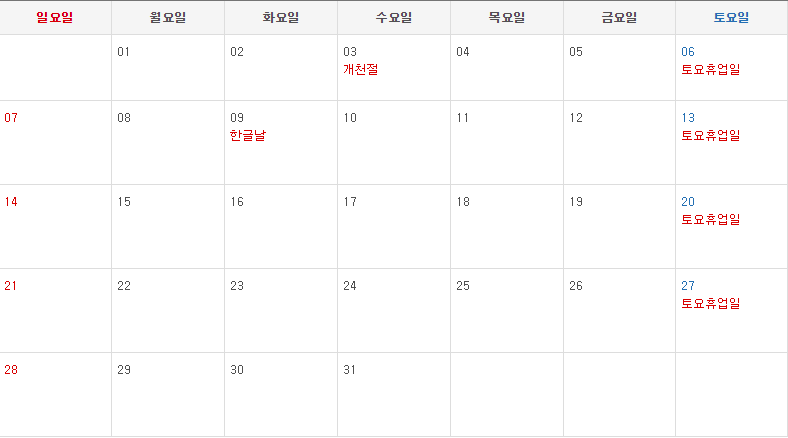 일요일 월요일 화요일 수요일 목요일 금요일 토요일
01 02 03 04 05 06
개천절 토요휴업일
07 08 09 10 11 12 13
한글날 토요휴업일
14 15 16 17 18 19 20
토요휴업일
21 22 23 24 25 26 27
토요휴업일
28 29 30 31